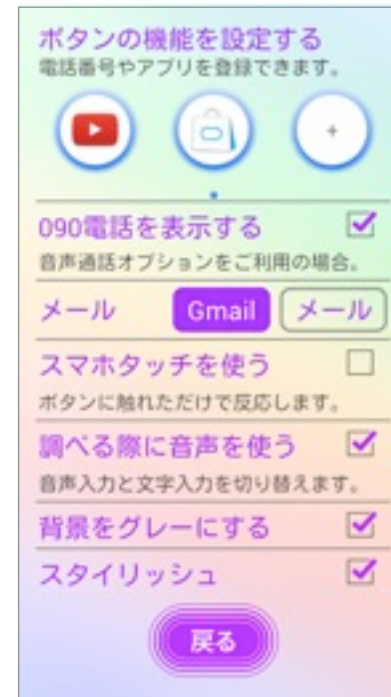 ボタンの機能を設定する
電話番号やアプリを登録できます。
+
090電話を表示する
音声通話オプションをご利用の場合。
メール Gmail メール
スマホタッチを使う
ボタンに触れただけで反応します。
調べる際に音声を使う
音声入力と文字入力を切り替えます。
背景をグレーにする
スタイリッシュ
戻る